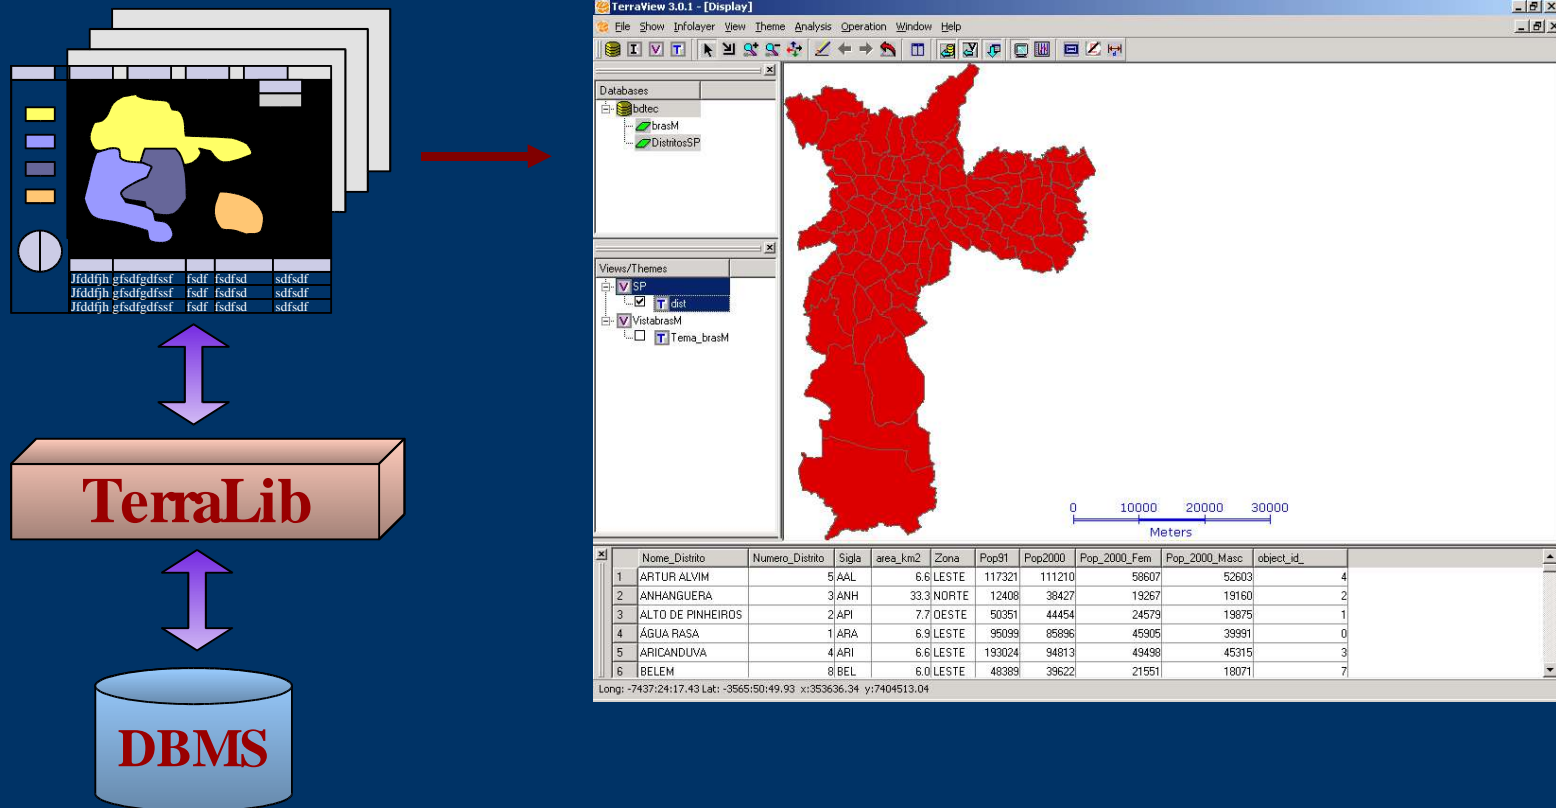 Jfddfjh gfsdfgdfssf fsdf fsdfsd sdfsdf
Jfddfjh gfsdfgdfssf fsdf fsdfsd sdfsdf
Jfddfjh gfsdfgdfssf fsdf fsdfsd sdfsdf
TerraLib
DBMS
TerraView 3.0.1 - [Display]
File Show Infolayer View Theme Analysis Operation Window Help
I V T
Databases
bdtec
brasM
DistritosSP
Views/Themes
V SP
T dist
V VistabrasM
T Tema_brasM
0 10000 20000 30000
Meters
Nome_Distrito Numero_Distrito Sigla area_km2 Zona Pop91 Pop2000 Pop_2000_Fem Pop_2000_Masc object_id_
1 ARTUR ALVIM 5 AAL 6.6 LESTE 117321 111210 58607 52603 4
2 ANHANGUERA 3 ANH 33.3 NORTE 12408 38427 19267 19160 2
3 ALTO DE PINHEIROS 2 API 7.7 OESTE 50351 44454 24579 19875 1
4 ÁGUA RASA 1 ARA 6.9 LESTE 95099 85896 45905 39991 0
5 ARICANDUVA 4 ARI 6.6 LESTE 193024 94813 49498 45315 3
6 BELEM 8 BEL 6.0 LESTE 48389 39622 21551 18071 7
Long: -7437:24:17.43 Lat: -3565:50:49.93 x:353636.34 y:7404513.04